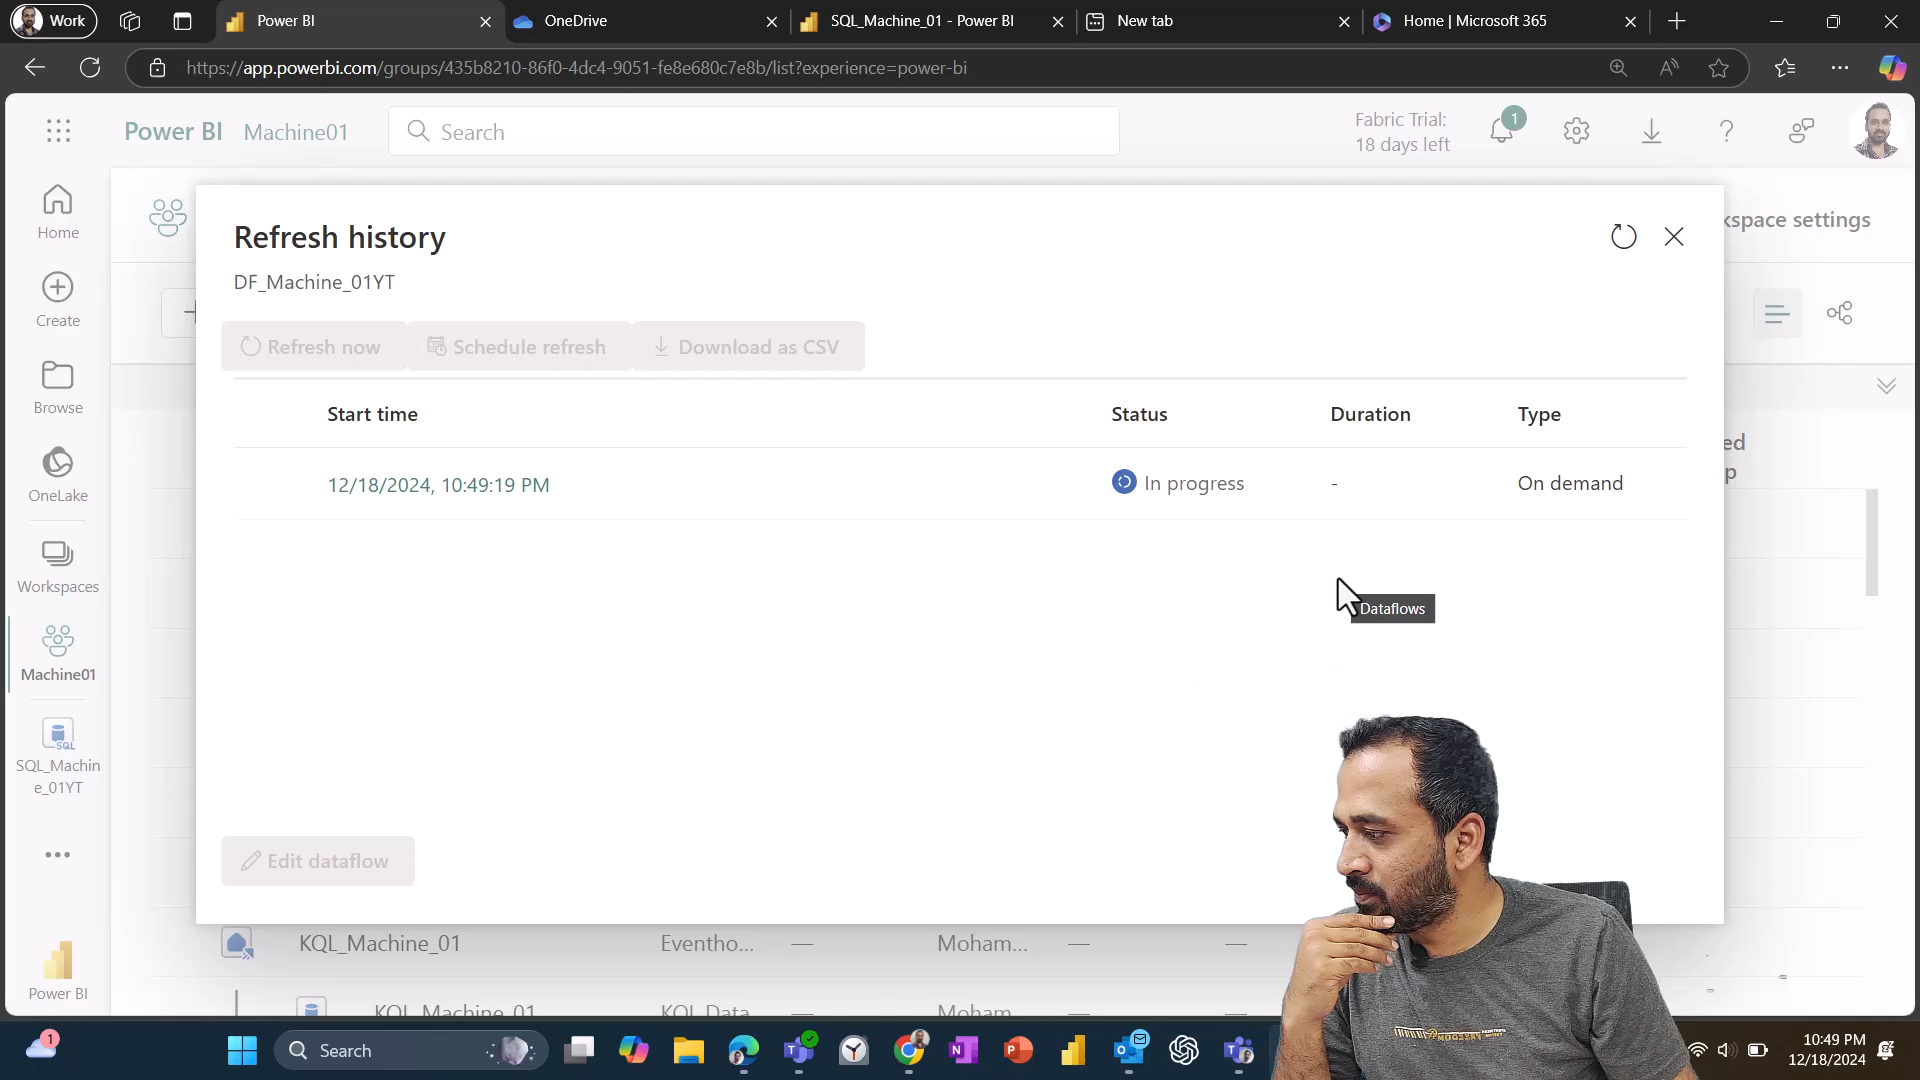 Work
Power BI
OneDrive
SQL_Machine_01 - Power BI
New tab
Home | Microsoft 365
https://app.powerbi.com/groups/435b8210-86f0-4dc4-9051-fe8e680c7e8b/list?experience=power-bi
Power BI Machine01
Search
Fabric Trial:
18 days left
1
Home
Create
Browse
OneLake
Workspaces
Machine01
SQL_Machin
e_01YT
Power BI
kspace settings
Refresh history
DF_Machine_01YT
Refresh now
Schedule refresh
Download as CSV
Start time Status Duration Type
12/18/2024, 10:49:19 PM In progress - On demand
ed
p
Dataflows
Edit dataflow
KQL_Machine_01 Eventho... — Moham... — —
KQL_Machine_01 KQL Data Moham
SQL
1
Search
10:49 PM
12/18/2024